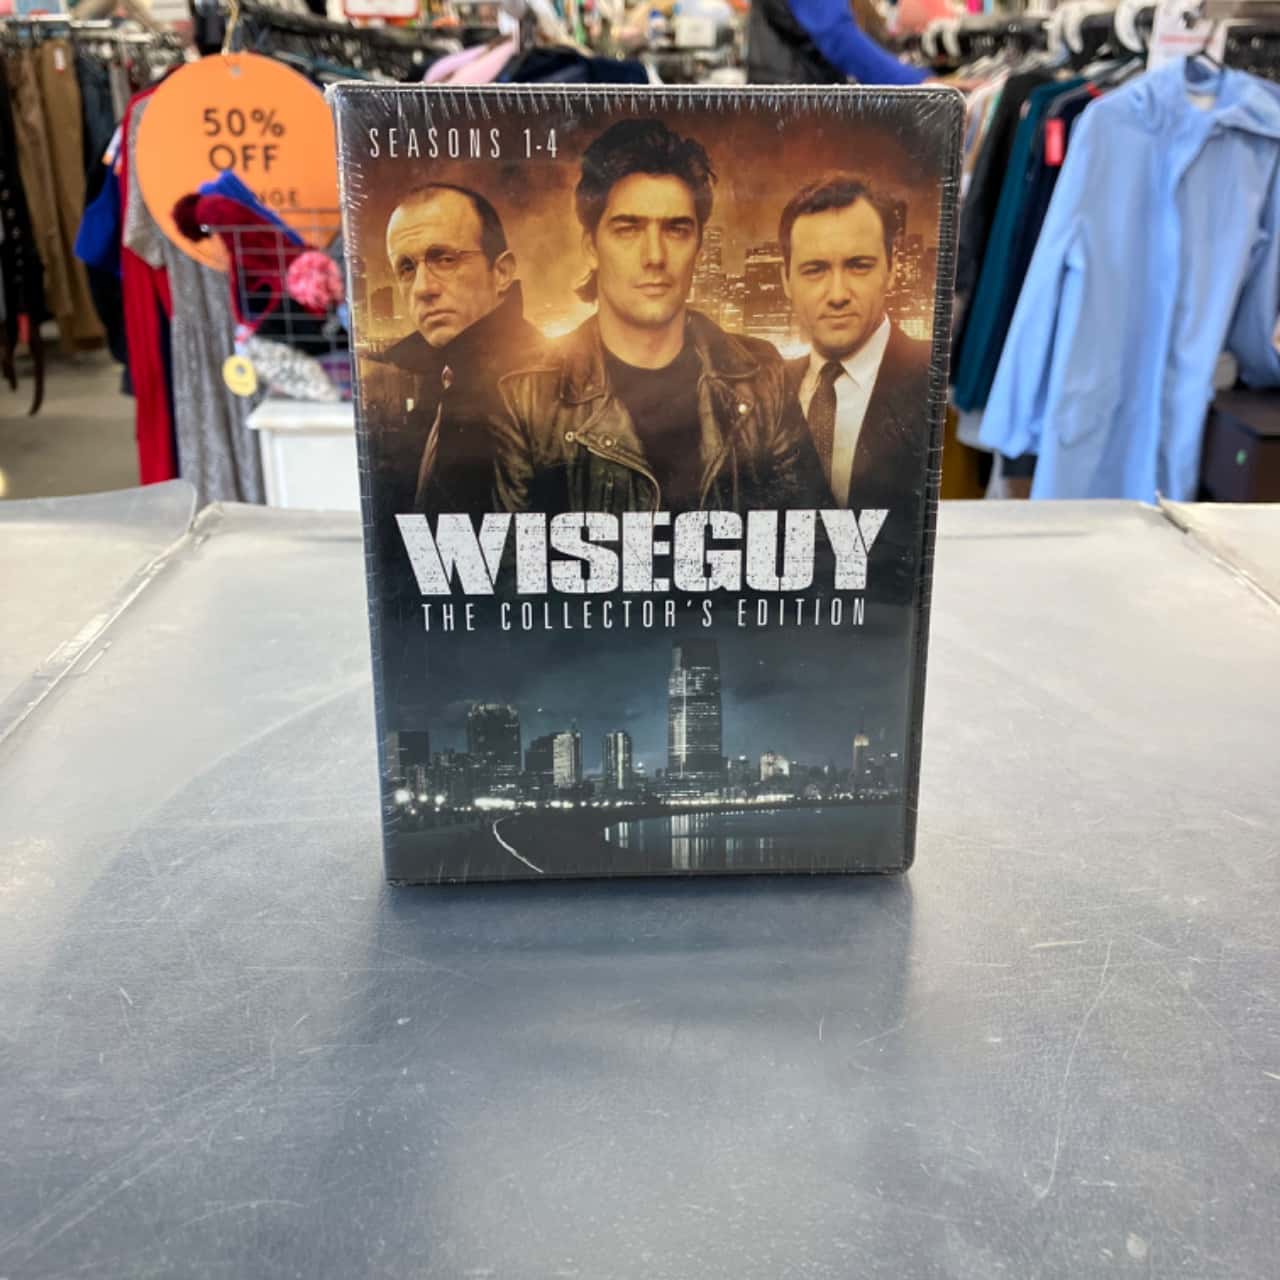 50%
OFF
SEASONS 1-4
WISEGUY
THE COLLECTOR'S EDITION